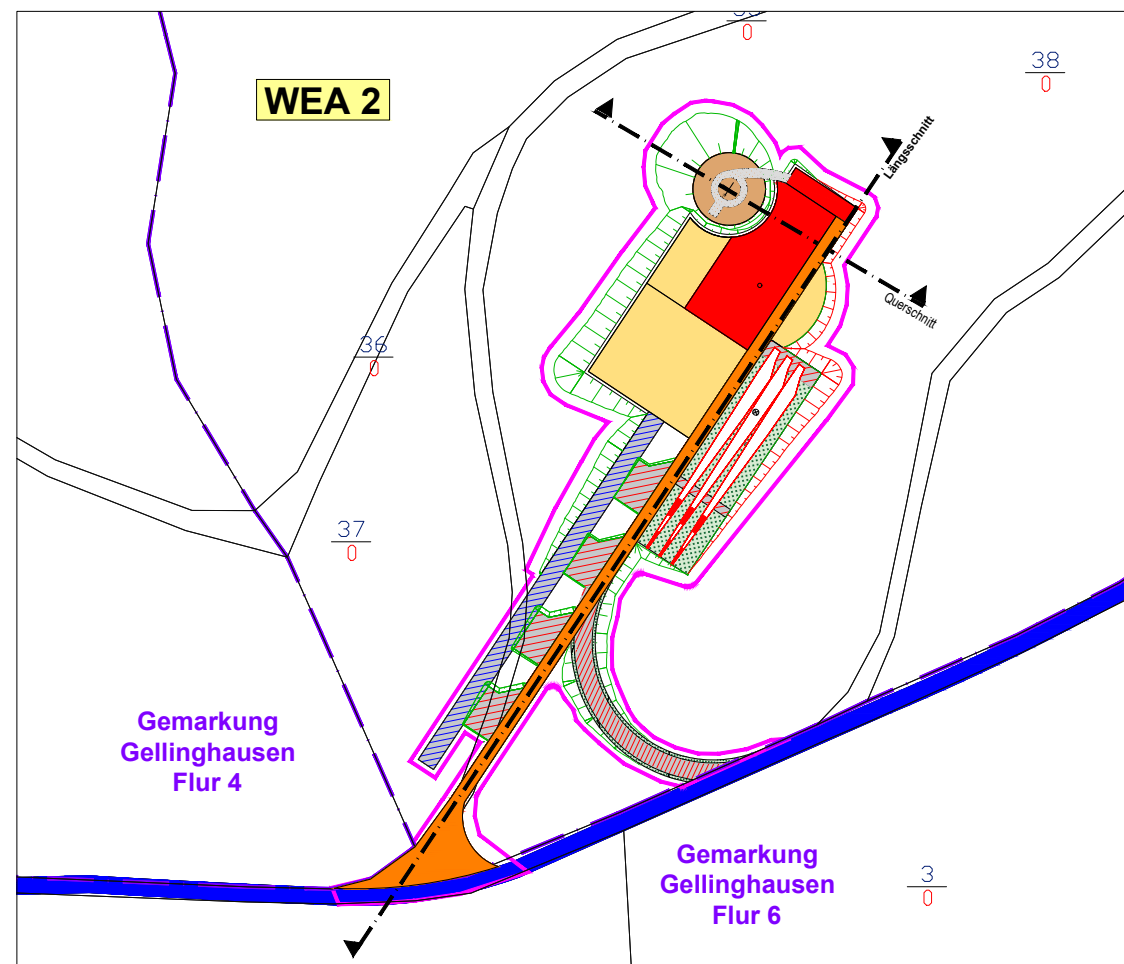 0
38
0
WEA 2
Längsschnitt
Querschnitt
36
0
37
0
Gemarkung
Gellinghausen
Flur 4
Gemarkung
Gellinghausen
Flur 6
3
0